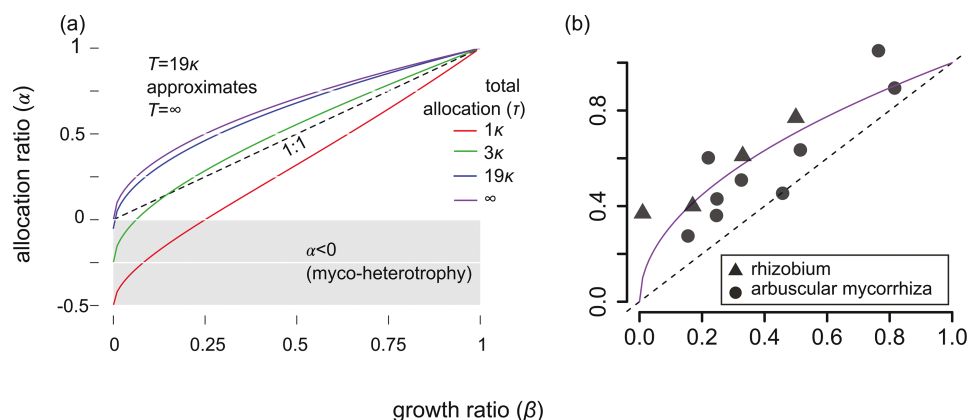 (a)
allocation ratio (α)
1
0.5
0
-0.5
T=19κ
approximates
T=∞
total
allocation (τ)
1κ
3κ
19κ
∞
1:1
α<0
(myco-heterotrophy)
0
0.25
0.5
0.75
1
(b)
0.8
0.4
0.0
rhizobium
arbuscular mycorrhiza
0.0
0.2
0.4
0.6
0.8
1.0
growth ratio (β)